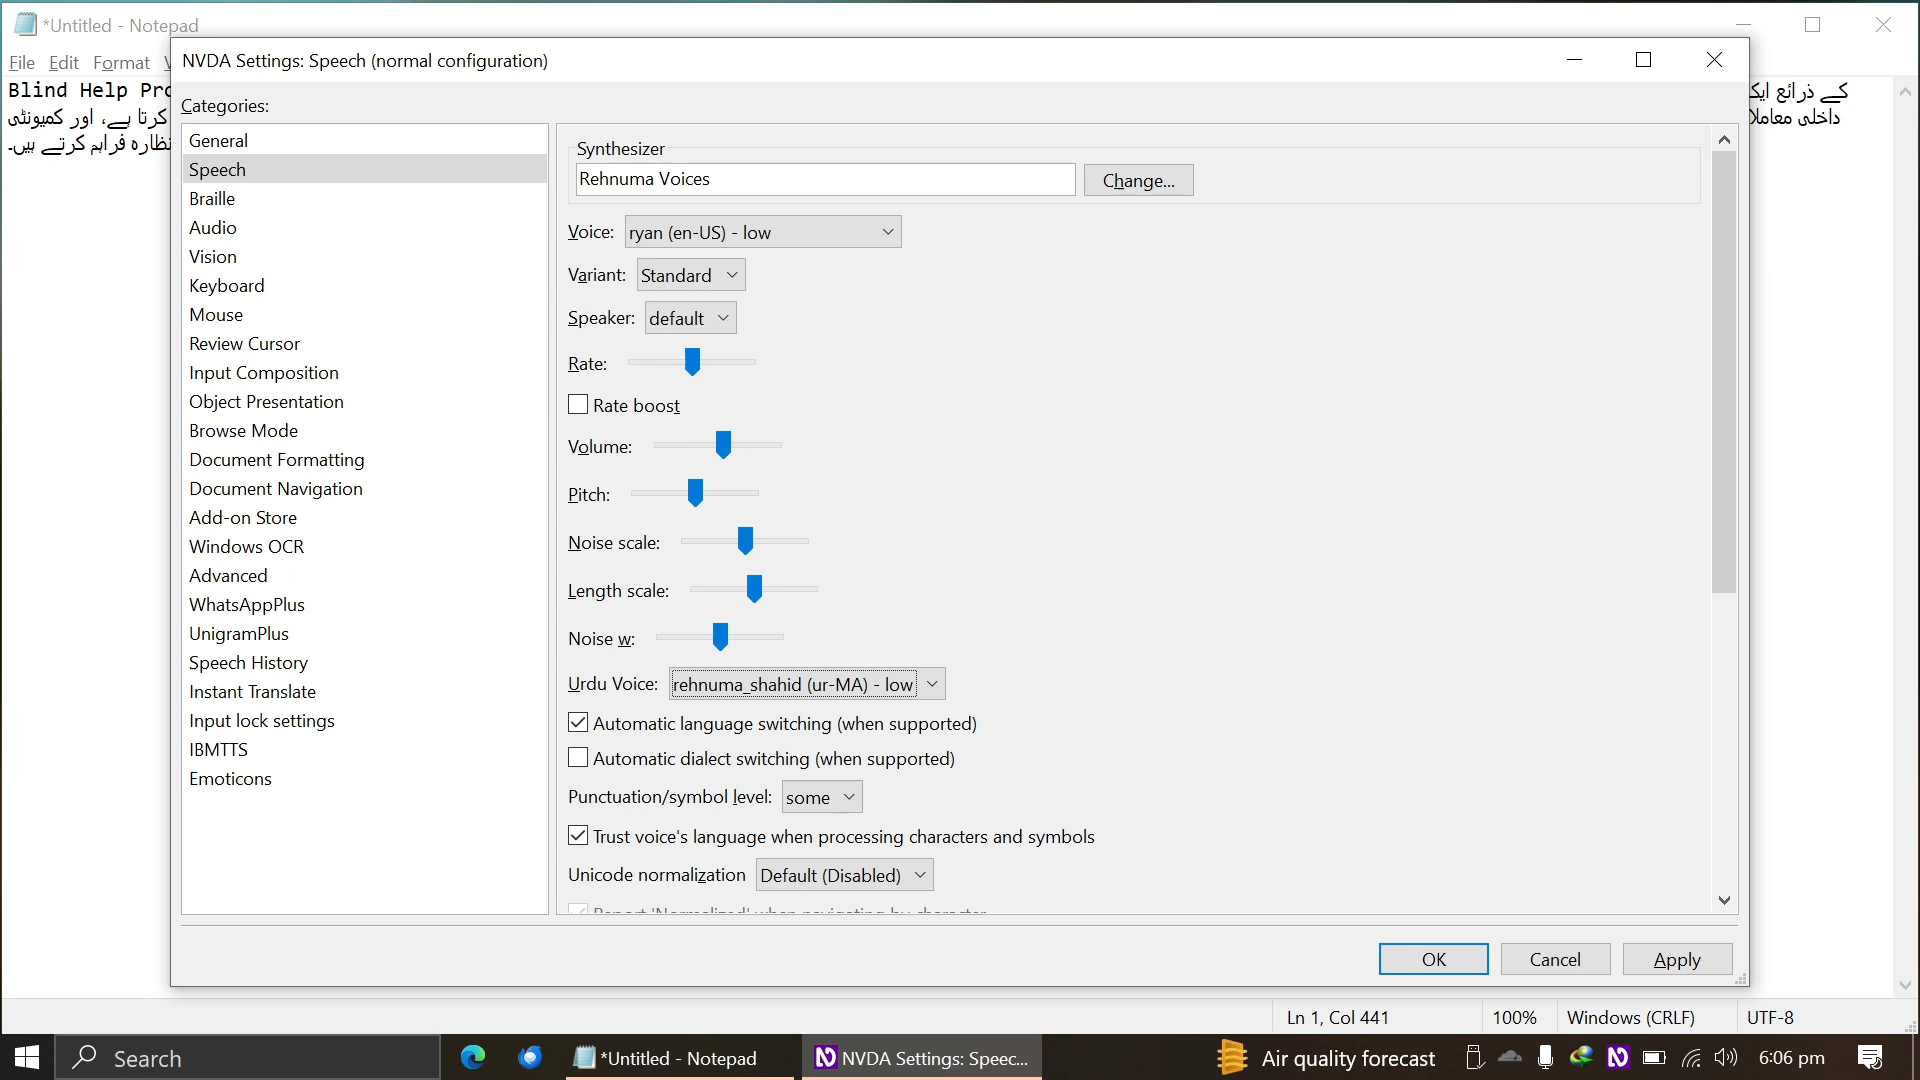 *Untitled - Notepad
File Edit Format
NVDA Settings: Speech (normal configuration)
Blind Help
کے ذرائع ایک
کرتا ہے، اور کمیونٹی
داخلی معاملا
نظارہ فراہم کرتے ہیں۔
Categories:
General
Speech
Braille
Audio
Vision
Keyboard
Mouse
Review Cursor
Input Composition
Object Presentation
Browse Mode
Document Formatting
Document Navigation
Add-on Store
Windows OCR
Advanced
WhatsAppPlus
UnigramPlus
Speech History
Instant Translate
Input lock settings
IBMTTS
Emoticons
Synthesizer
Rehnuma Voices Change...
Voice: ryan (en-US) - low
Variant: Standard
Speaker: default
Rate:
Rate boost
Volume:
Pitch:
Noise scale:
Length scale:
Noise w:
Urdu Voice: rehnuma_shahid (ur-MA) - low
Automatic language switching (when supported)
Automatic dialect switching (when supported)
Punctuation/symbol level: some
Trust voice's language when processing characters and symbols
Unicode normalization Default (Disabled)
OK Cancel Apply
Ln 1, Col 441 100% Windows (CRLF) UTF-8
Search *Untitled - Notepad NVDA Settings: Speec... Air quality forecast 6:06 pm